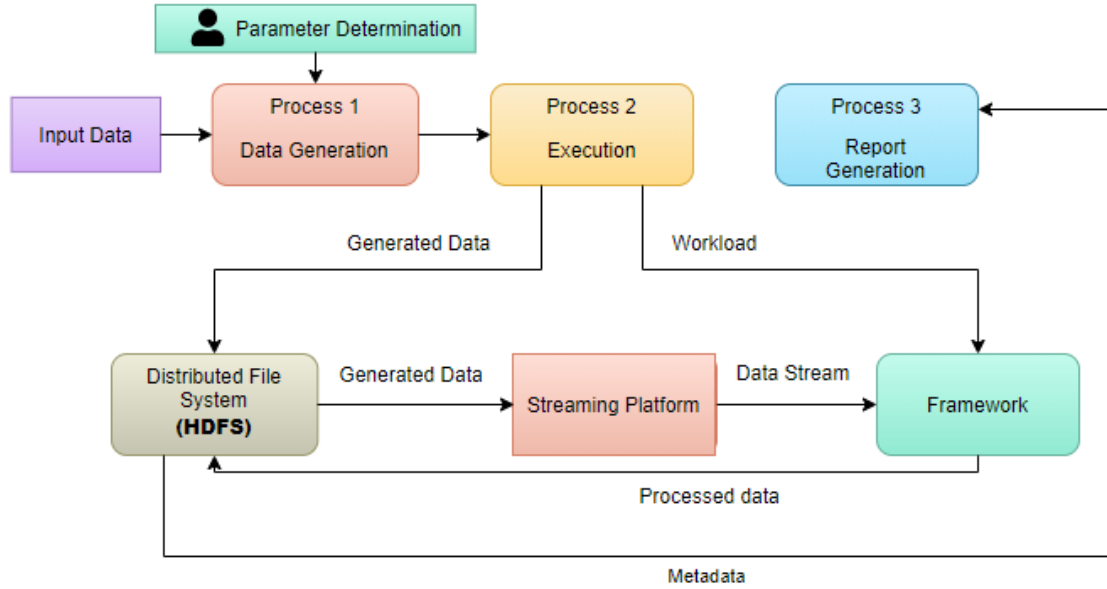 Parameter Determination
Input Data
Process 1
Data Generation
Process 2
Execution
Process 3
Report
Generation
Generated Data
Workload
Distributed File
System
(HDFS)
Generated Data
Streaming Platform
Data Stream
Framework
Processed data
Metadata